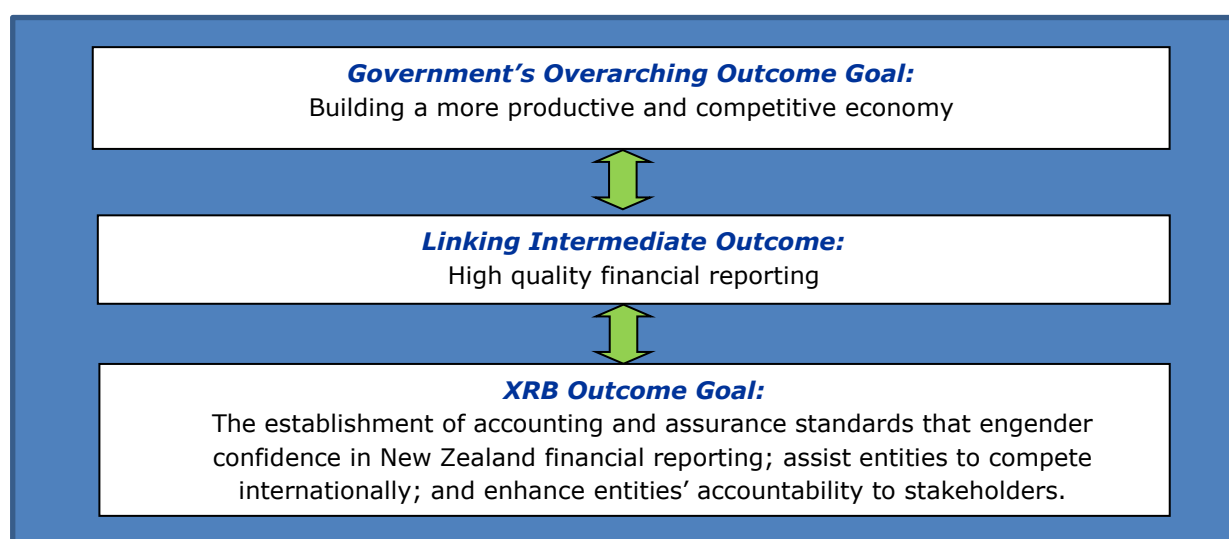 Government’s Overarching Outcome Goal:
Building a more productive and competitive economy
Linking Intermediate Outcome:
High quality financial reporting
XRB Outcome Goal:
The establishment of accounting and assurance standards that engender
confidence in New Zealand financial reporting; assist entities to compete
internationally; and enhance entities’ accountability to stakeholders.